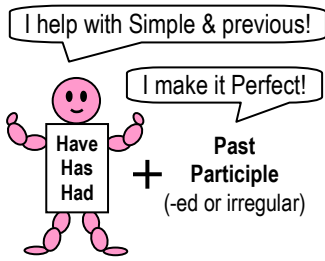 I help with Simple & previous!
I make it Perfect!
Have
Has
Had
+
Past
Participle
(-ed or irregular)